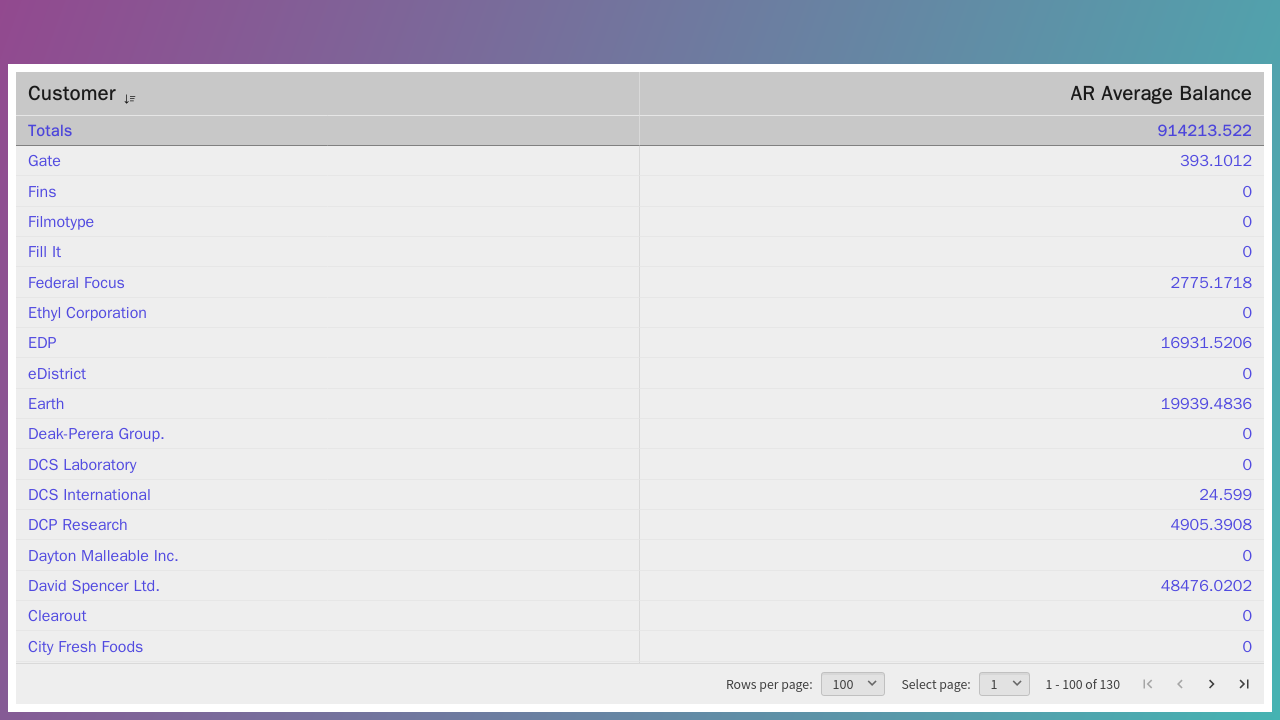 Customer AR Average Balance
Totals 914213.522
Gate 393.1012
Fins 0
Filmotype 0
Fill It 0
Federal Focus 2775.1718
Ethyl Corporation 0
EDP 16931.5206
eDistrict 0
Earth 19939.4836
Deak-Perera Group. 0
DCS Laboratory 0
DCS International 24.599
DCP Research 4905.3908
Dayton Malleable Inc. 0
David Spencer Ltd. 48476.0202
Clearout 0
City Fresh Foods 0
Rows per page: 100 Select page: 1 1 - 100 of 130